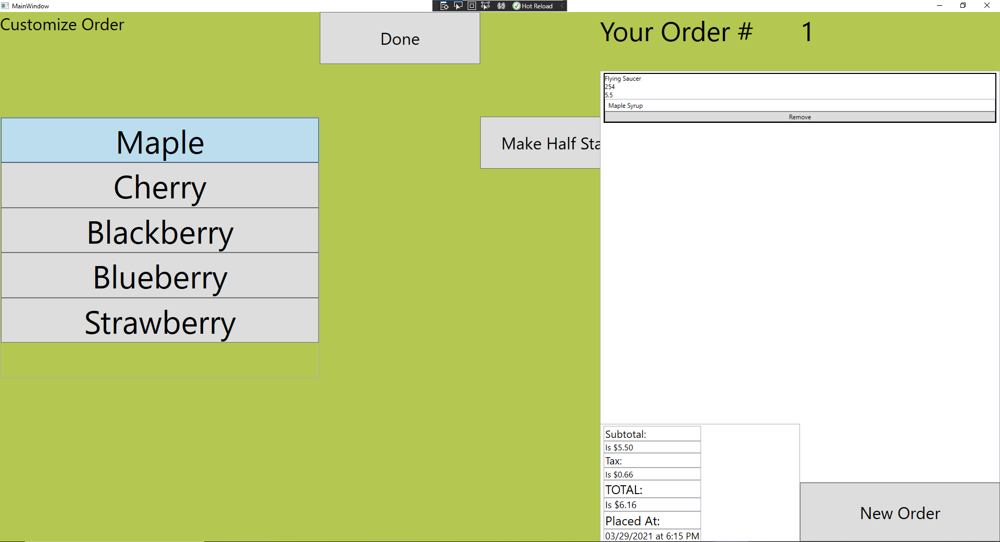 MainWindow
Hot Reload
Customize Order
Done
Maple
Cherry
Blackberry
Blueberry
Strawberry
Make Half Sta
Your Order # 1
Flying Saucer
254
5.5
Maple Syrup
Remove
Subtotal:
Is $5.50
Tax:
Is $0.66
TOTAL:
Is $6.16
Placed At:
03/29/2021 at 6:15 PM
New Order